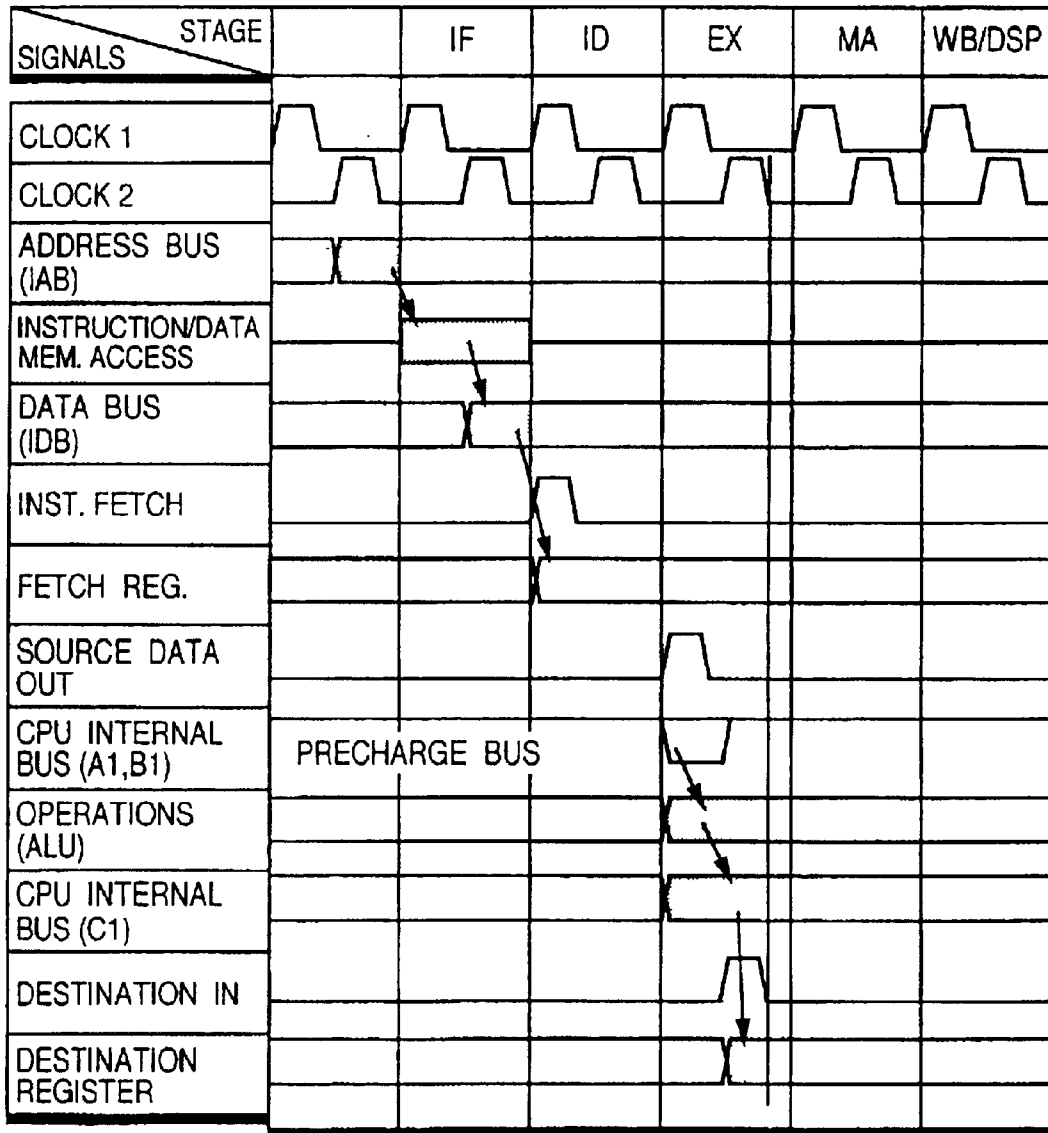 STAGE
SIGNALS
IF
ID
EX
MA
WB/DSP
CLOCK 1
CLOCK 2
ADDRESS BUS
(IAB)
INSTRUCTION/DATA
MEM. ACCESS
DATA BUS
(IDB)
INST. FETCH
FETCH REG.
SOURCE DATA
OUT
CPU INTERNAL
BUS (A1,B1)
PRECHARGE BUS
OPERATIONS
(ALU)
CPU INTERNAL
BUS (C1)
DESTINATION IN
DESTINATION
REGISTER